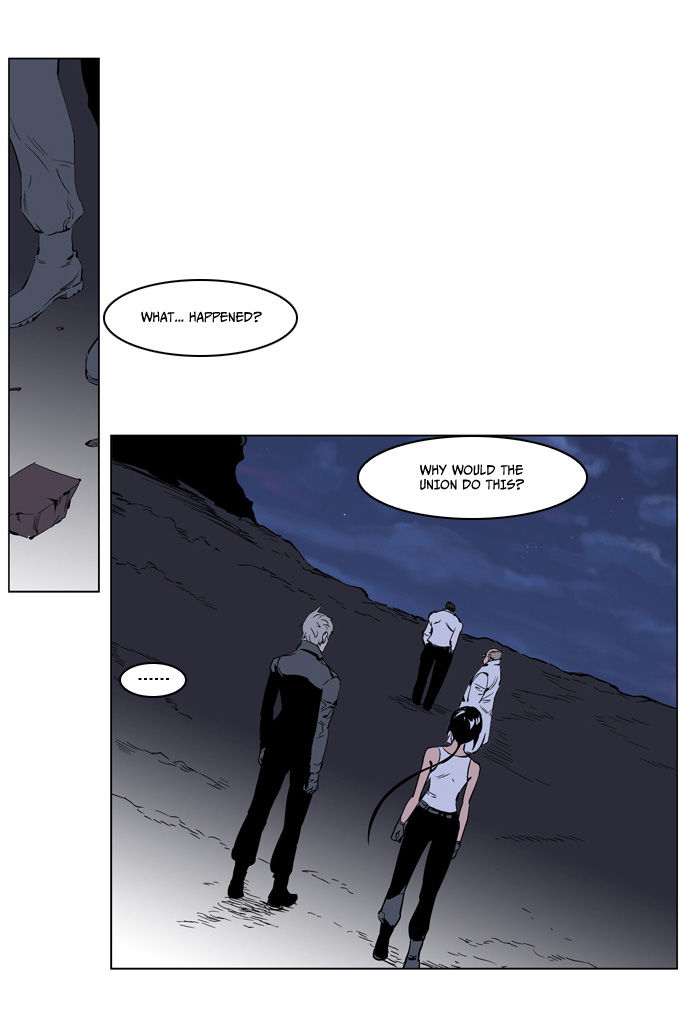 WHAT... HAPPENED?
WHY WOULD THE
UNION DO THIS?
------